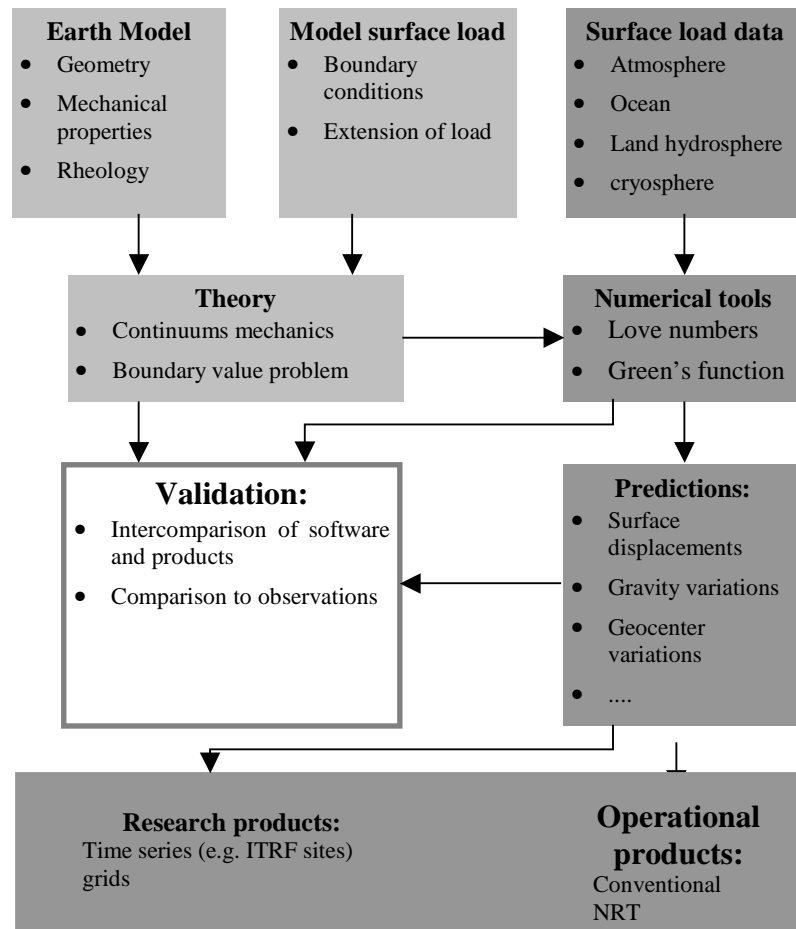 Earth Model
• Geometry
• Mechanical
properties
• Rheology
Model surface load
• Boundary
conditions
• Extension of load
Surface load data
• Atmosphere
• Ocean
• Land hydrosphere
• cryosphere
Theory
• Continuums mechanics
• Boundary value problem
Numerical tools
• Love numbers
• Green's function
Validation:
• Intercomparison of software
and products
• Comparison to observations
Predictions:
• Surface
displacements
• Gravity variations
• Geocenter
variations
• ....
Research products:
Time series (e.g. ITRF sites)
grids
Operational
products:
Conventional
NRT